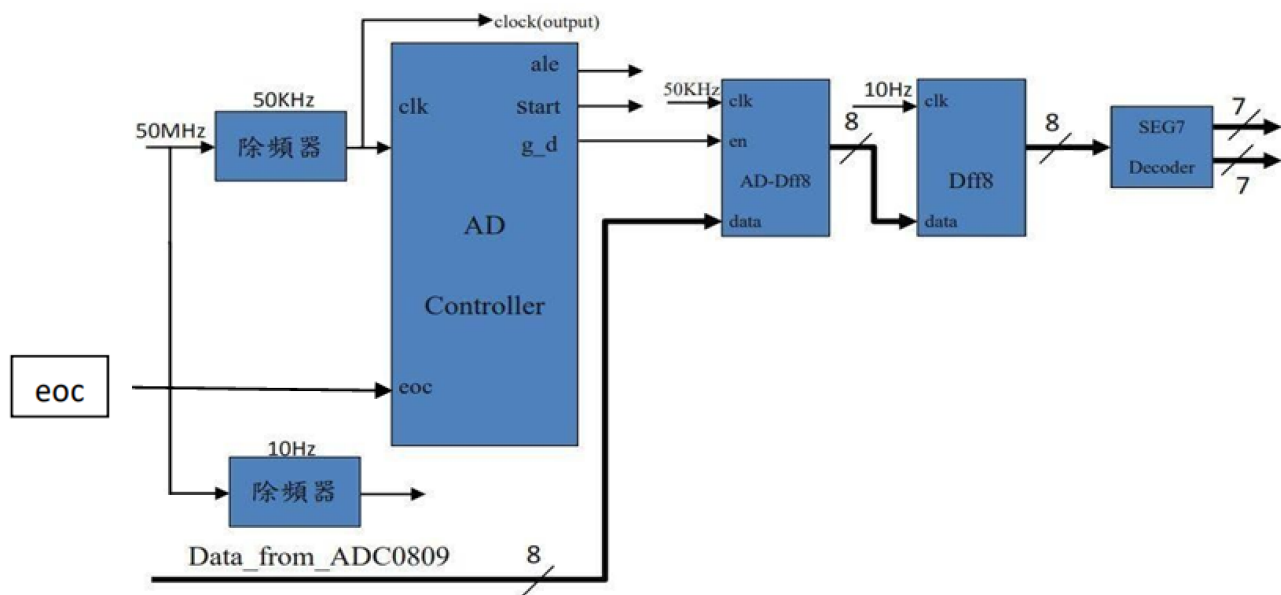 clock(output)
50KHz
50MHz
除頻器
clk
ale
start
g_d
AD
Controller
eoc
eoc
10Hz
除頻器
Data_from_ADC0809
8
50KHz
clk
en
AD-Dff8
data
8
10Hz
clk
Dff8
data
8
SEG7
Decoder
7
7